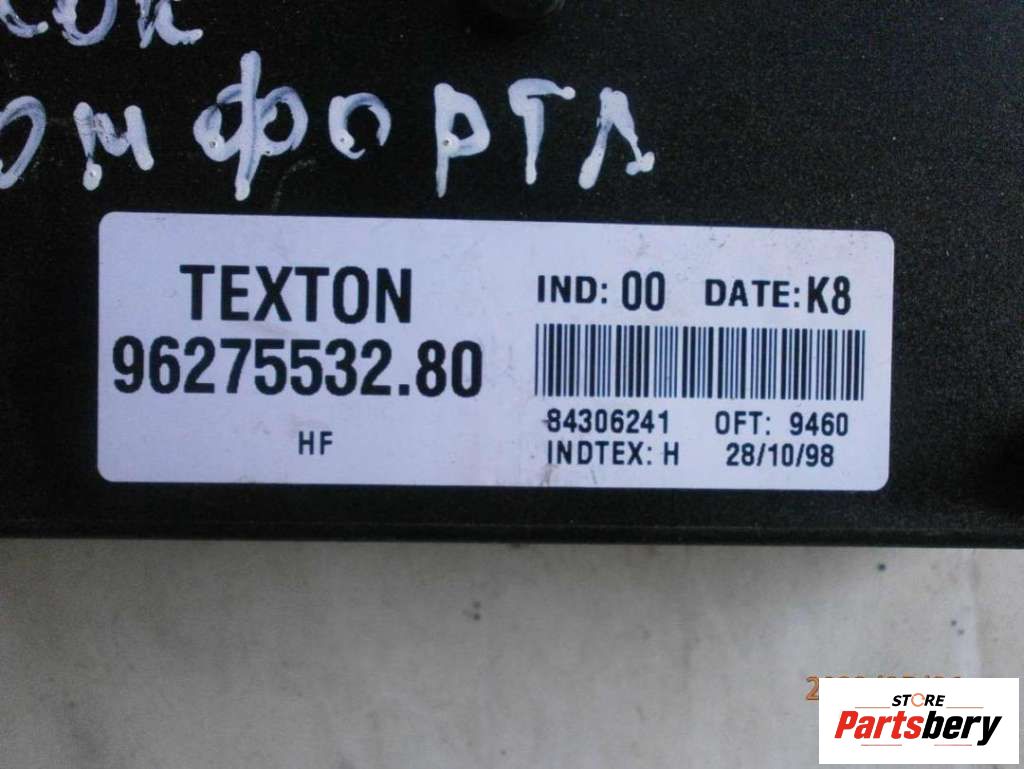 омфорта
TEXTON
96275532.80
HF
IND: 00 DATE: K8
84306241 OFT: 9460
INDTEX: H 28/10/98
STORE
Partsbery